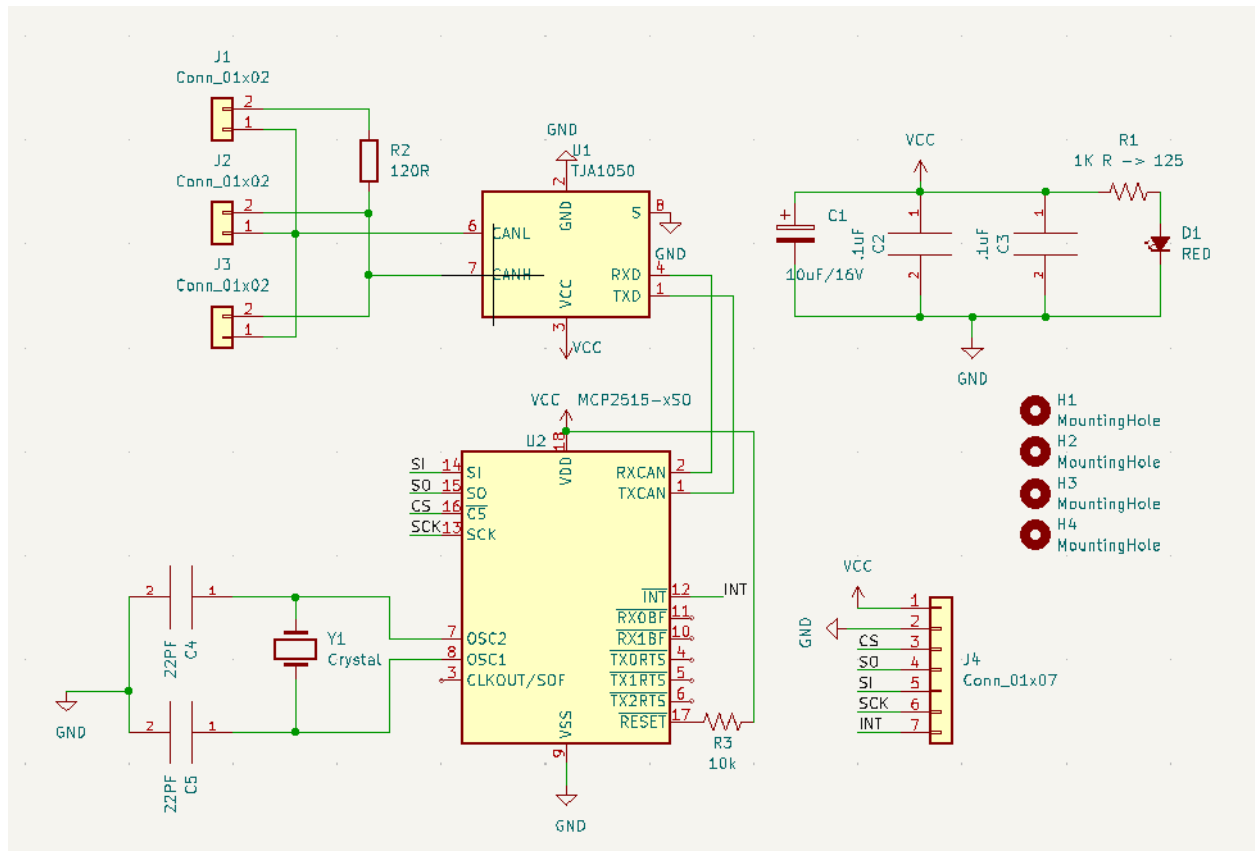 J1
Conn_01x02
2
1
J2
Conn_01x02
2
1
J3
Conn_01x02
2
1
R2
120R
GND
U1
TJA1050
2
GND
6
CANL
7
CANH
S
8
GND
RXD
4
TXD
1
VCC
3
VCC
VCC
R1
1K R -> 125
+
C1
10uF/16V
1
.1uF
C2
2
1
.1uF
C3
2
D1
RED
GND
H1
MountingHole
H2
MountingHole
H3
MountingHole
H4
MountingHole
VCC
MCP2515-xSO
U2
18
VDD
SI
14
SI
SO
15
SO
CS
16
CS
SCK
13
SCK
RXCAN
2
TXCAN
1
INT
12
INT
RX0BF
11
RX1BF
10
TX0RTS
4
TX1RTS
5
TX2RTS
6
RESET
17
R3
10k
7
OSC2
8
OSC1
3
CLKOUT/SOF
VSS
9
GND
2
1
22PF
C4
Y1
Crystal
2
1
22PF
C5
GND
VCC
1
GND
2
CS
3
SO
4
SI
5
SCK
6
INT
7
J4
Conn_01x07